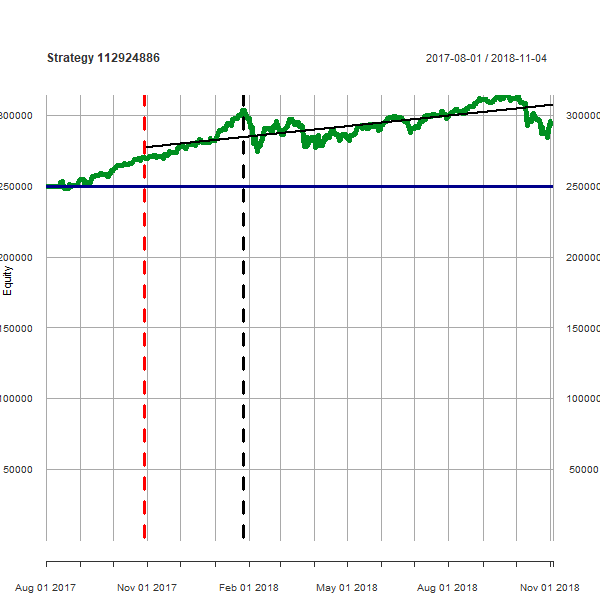 Strategy 112924886 2017-08-01 / 2018-11-04
300000 300000
250000 250000
200000 200000
Equity
150000 150000
100000 100000
50000 50000
Aug 01 2017 Nov 01 2017 Feb 01 2018 May 01 2018 Aug 01 2018 Nov 01 2018